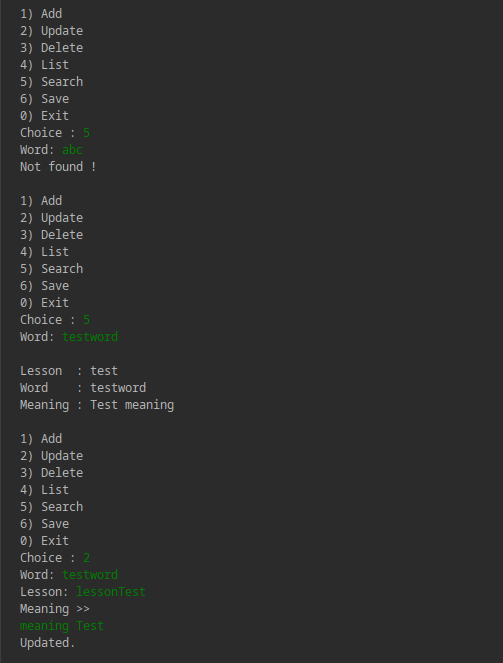 1) Add
2) Update
3) Delete
4) List
5) Search
6) Save
0) Exit
Choice : 5
Word: abc
Not found !
1) Add
2) Update
3) Delete
4) List
5) Search
6) Save
0) Exit
Choice : 5
Word: testword
Lesson  : test
Word    : testword
Meaning : Test meaning
1) Add
2) Update
3) Delete
4) List
5) Search
6) Save
0) Exit
Choice : 2
Word: testword
Lesson: lessonTest
Meaning >>
meaning Test
Updated.